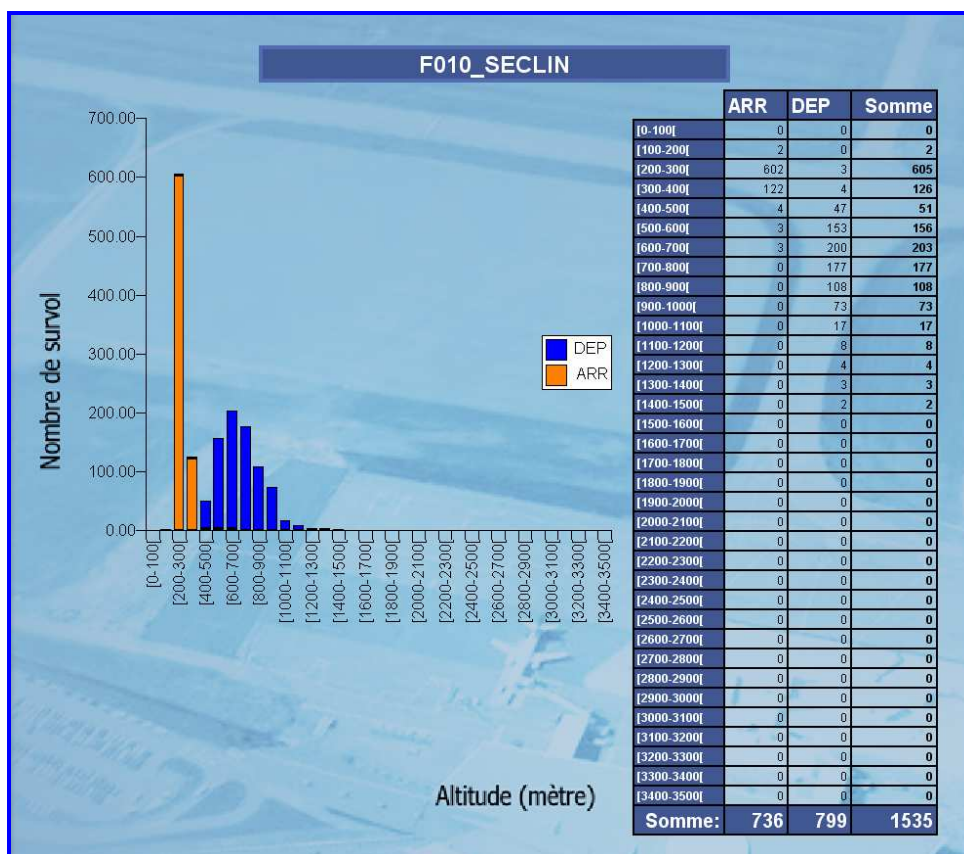 F010_SECLIN
700.00
600.00
500.00
400.00
300.00
200.00
100.00
0.00
Nombre de survol
DEP
ARR
[0-100[
[200-300[
[400-500[
[600-700[
[800-900[
[1000-1100[
[1200-1300[
[1400-1500[
[1600-1700[
[1800-1900[
[2000-2100[
[2200-2300[
[2400-2500[
[2600-2700[
[2800-2900[
[3000-3100[
[3200-3300[
[3400-3500[
Altitude (mètre)
ARR DEP Somme
[0-100[ 0 0 0
[100-200[ 2 0 2
[200-300[ 602 3 605
[300-400[ 122 4 126
[400-500[ 4 47 51
[500-600[ 3 153 156
[600-700[ 3 200 203
[700-800[ 0 177 177
[800-900[ 0 108 108
[900-1000[ 0 73 73
[1000-1100[ 0 17 17
[1100-1200[ 0 8 8
[1200-1300[ 0 4 4
[1300-1400[ 0 3 3
[1400-1500[ 0 2 2
[1500-1600[ 0 0 0
[1600-1700[ 0 0 0
[1700-1800[ 0 0 0
[1800-1900[ 0 0 0
[1900-2000[ 0 0 0
[2000-2100[ 0 0 0
[2100-2200[ 0 0 0
[2200-2300[ 0 0 0
[2300-2400[ 0 0 0
[2400-2500[ 0 0 0
[2500-2600[ 0 0 0
[2600-2700[ 0 0 0
[2700-2800[ 0 0 0
[2800-2900[ 0 0 0
[2900-3000[ 0 0 0
[3000-3100[ 0 0 0
[3100-3200[ 0 0 0
[3200-3300[ 0 0 0
[3300-3400[ 0 0 0
[3400-3500[ 0 0 0
Somme: 736 799 1535